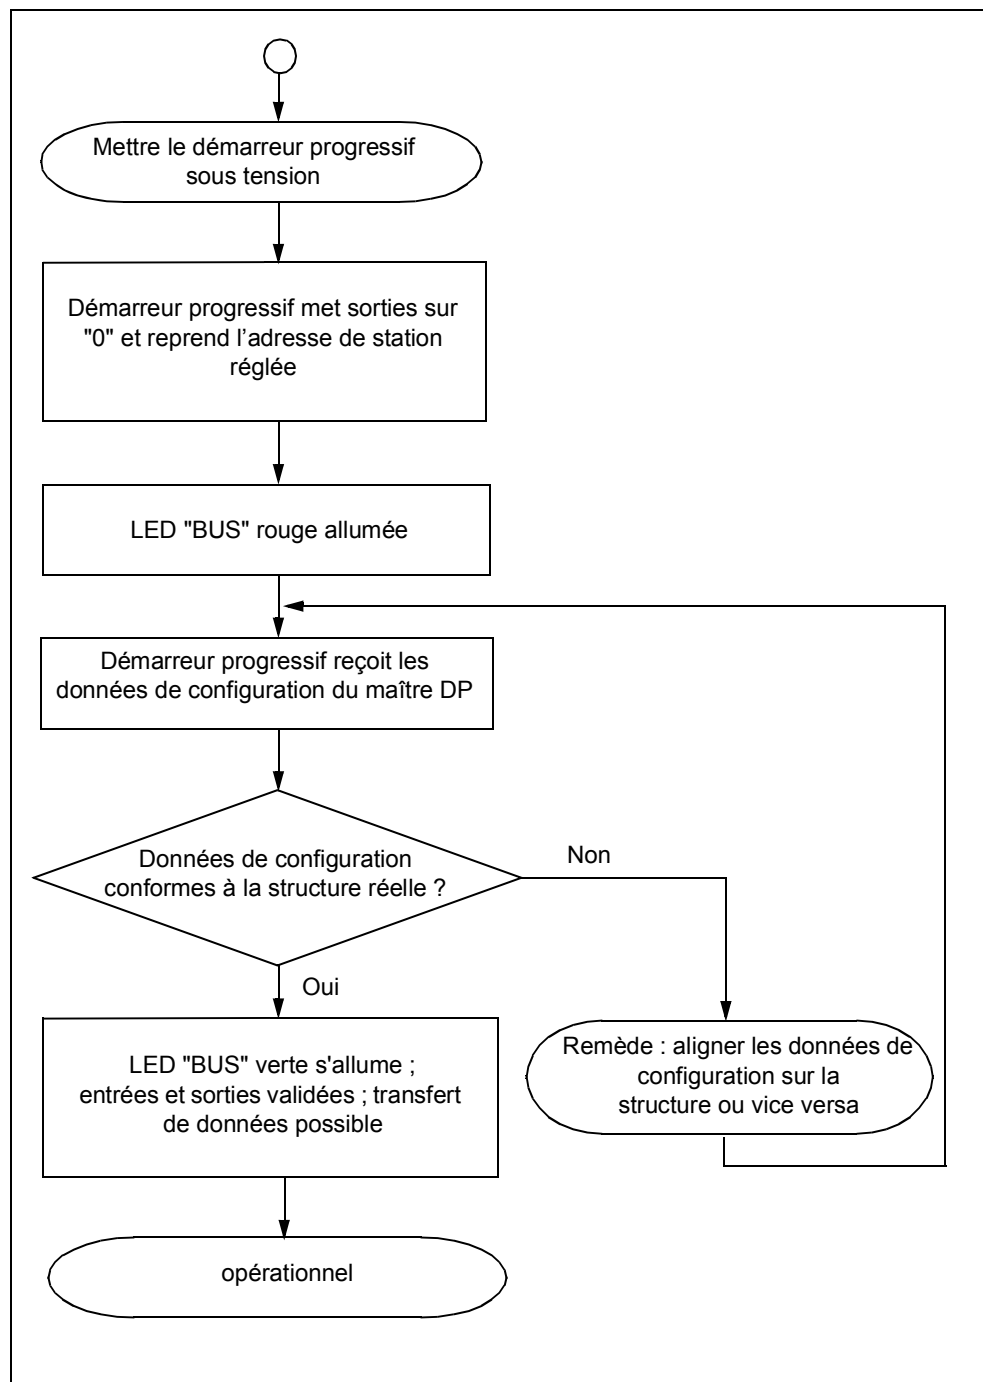 Mettre le démarreur progressif
sous tension
Démarreur progressif met sorties sur
"0" et reprend l’adresse de station
réglée
LED "BUS" rouge allumée
Démarreur progressif reçoit les
données de configuration du maître DP
Données de configuration
conformes à la structure réelle ?
Non
Oui
LED "BUS" verte s'allume ;
entrées et sorties validées ; transfert
de données possible
Remède : aligner les données de
configuration sur la
structure ou vice versa
opérationnel